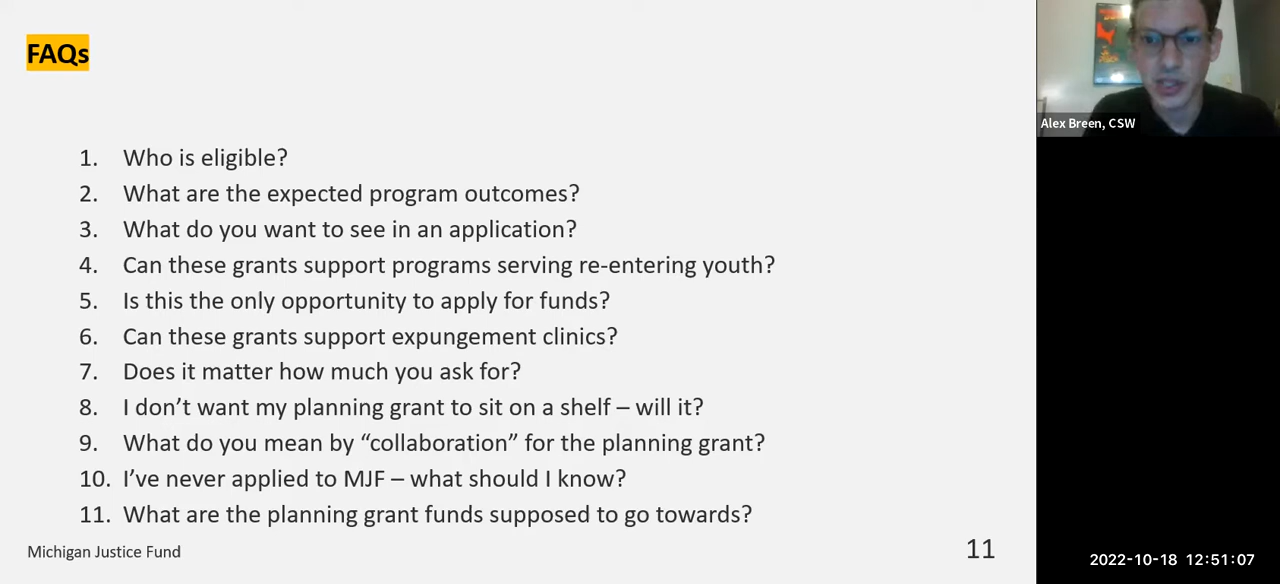 FAQs
Alex Breen, CSW
1. Who is eligible?
2. What are the expected program outcomes?
3. What do you want to see in an application?
4. Can these grants support programs serving re-entering youth?
5. Is this the only opportunity to apply for funds?
6. Can these grants support expungement clinics?
7. Does it matter how much you ask for?
8. I don’t want my planning grant to sit on a shelf – will it?
9. What do you mean by “collaboration” for the planning grant?
10. I’ve never applied to MJF – what should I know?
11. What are the planning grant funds supposed to go towards?
Michigan Justice Fund
11
2022-10-18 12:51:07